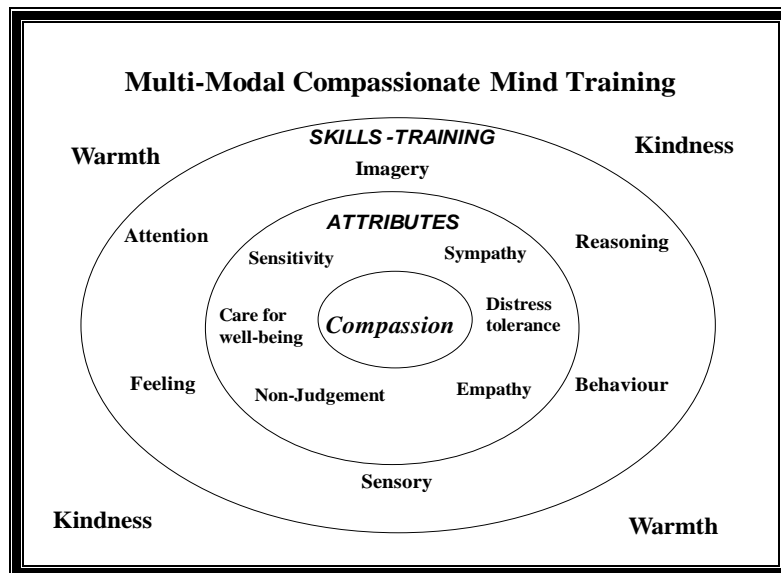 Multi-Modal Compassionate Mind Training
SKILLS -TRAINING
Warmth
Kindness
Imagery
ATTRIBUTES
Attention
Reasoning
Sensitivity
Sympathy
Care for
well-being
Compassion
Distress
tolerance
Feeling
Non-Judgement
Empathy
Behaviour
Sensory
Kindness
Warmth